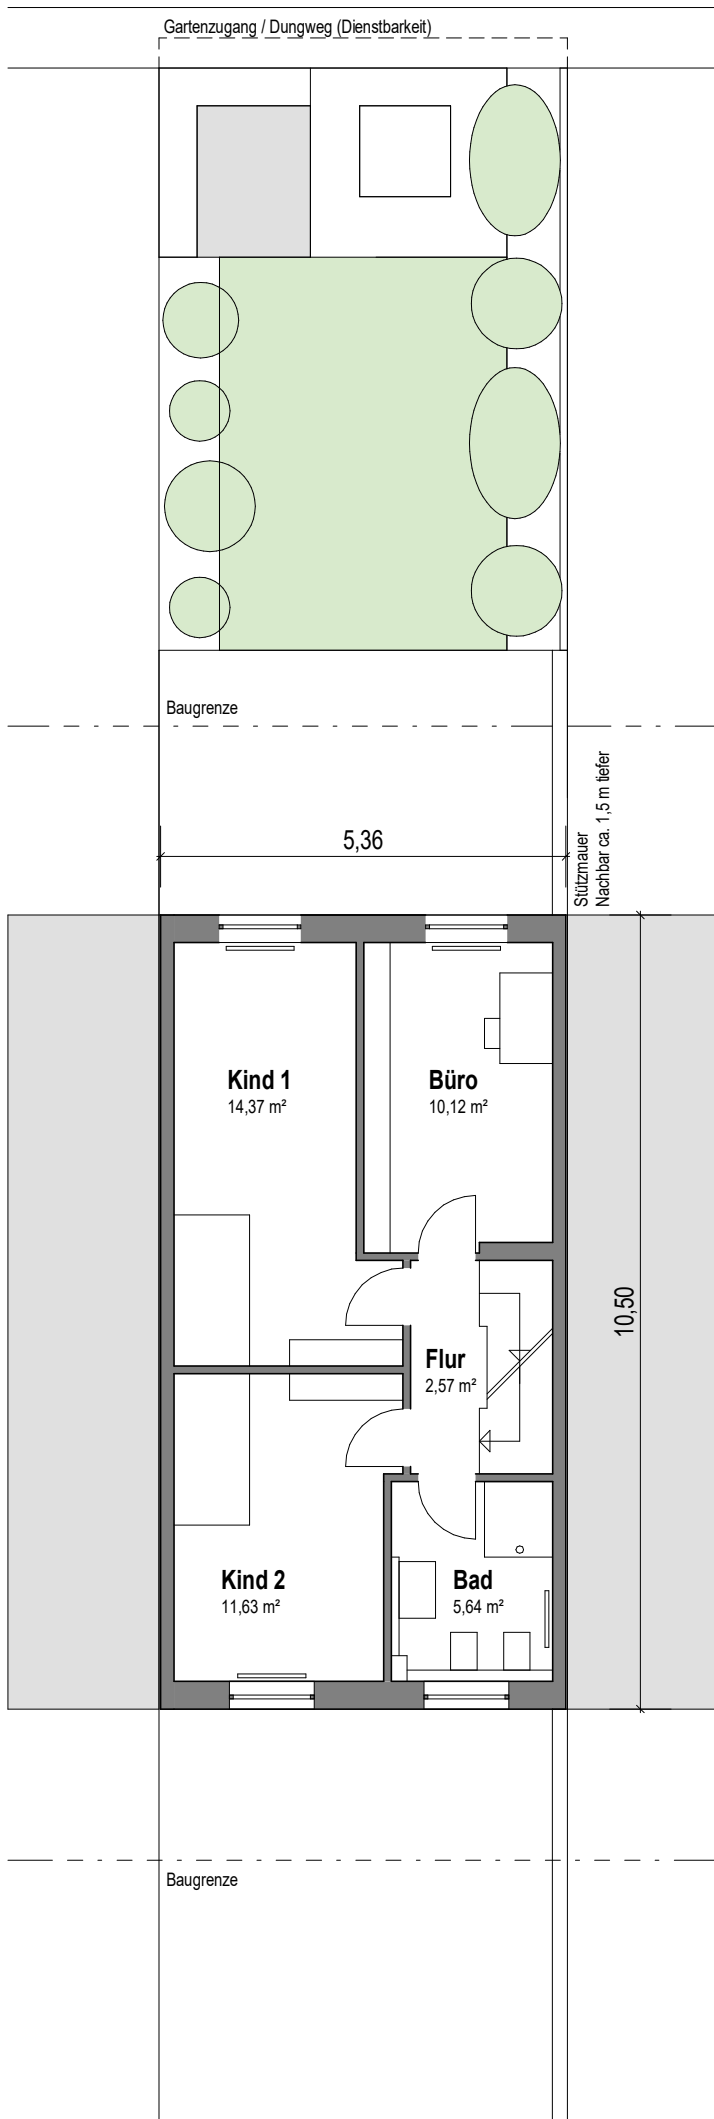 Gartenzugang / Dungweg (Dienstbarkeit)
Baugrenze
Stützmauer
Nachbar ca. 1,5 m tiefer
5,36
Kind 1
14,37 m²
Büro
10,12 m²
10,50
Flur
2,57 m²
Kind 2
11,63 m²
Bad
5,64 m²
Baugrenze